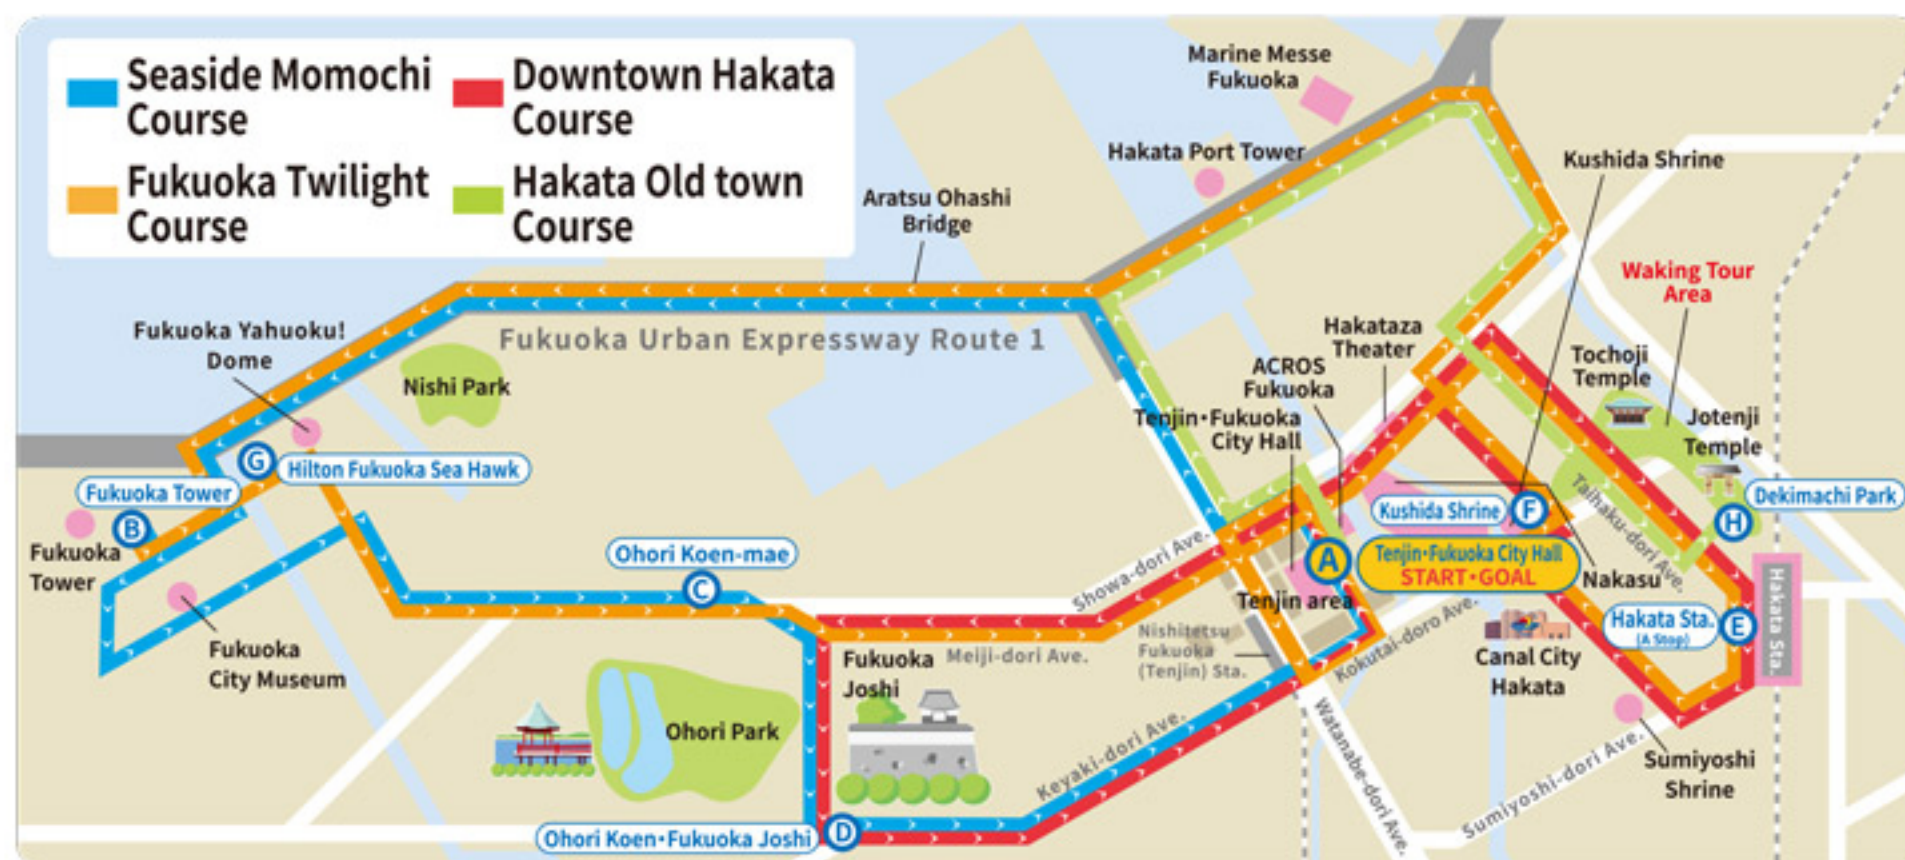 Seaside Momochi
Course
Downtown Hakata
Course
Fukuoka Twilight
Course
Hakata Old town
Course
Marine Messe
Fukuoka
Hakata Port Tower
Kushida Shrine
Aratsu Ohashi
Bridge
Waking Tour
Area
Fukuoka Yahuoku!
Dome
Fukuoka Urban Expressway Route 1
Hakataza
Theater
Tochoji
Temple
ACROS
Fukuoka
Nishi Park
Tenjin・Fukuoka
City Hall
Jotenji
Temple
G
Hilton Fukuoka Sea Hawk
Fukuoka Tower
B
Fukuoka
Tower
Kushida Shrine
F
Taihaku-dori Ave.
Dekimachi Park
H
Ohori Koen-mae
C
Showa-dori Ave.
A
Tenjin・Fukuoka City Hall
START・GOAL
Nakasu
Tenjin area
Hakata Sta.
(A Stop)
E
Hakata Sta.
Fukuoka
City Museum
Fukuoka
Joshi
Meiji-dori Ave.
Nishitetsu
Fukuoka
(Tenjin) Sta.
Kokutai-doro Ave.
Canal City
Hakata
Ohori Park
Keyaki-dori Ave.
Watanabe-dori Ave.
Sumiyoshi-dori Ave.
Sumiyoshi
Shrine
Ohori Koen・Fukuoka Joshi
D